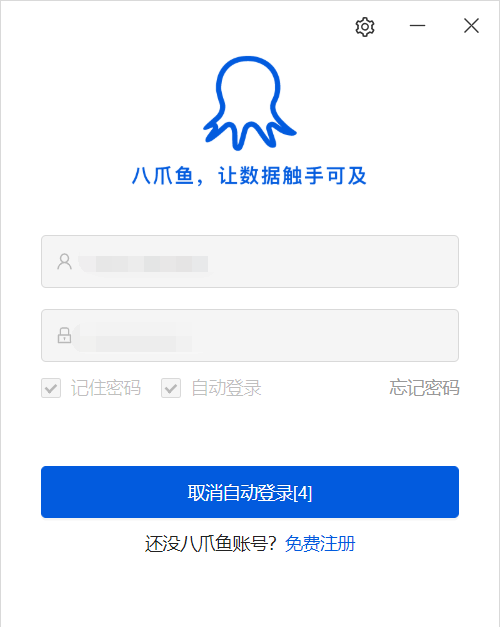 八爪鱼，让数据触手可及
记住密码 自动登录 忘记密码
取消自动登录[4]
还没八爪鱼账号？免费注册